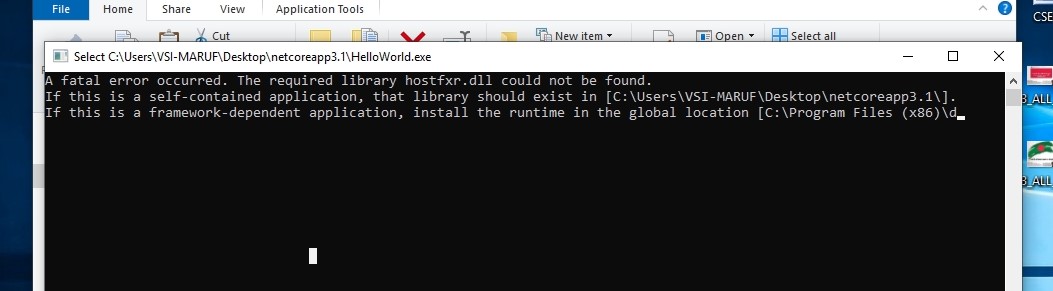 File Home Share View Application Tools
Cut New item Open Select all
CSE
Select C:\Users\VSI-MARUF\Desktop\netcoreapp3.1\HelloWorld.exe
A fatal error occurred. The required library hostfxr.dll could not be found.
If this is a self-contained application, that library should exist in [C:\Users\VSI-MARUF\Desktop\netcoreapp3.1\].
If this is a framework-dependent application, install the runtime in the global location [C:\Program Files (x86)\d
3_ALL
3_ALL